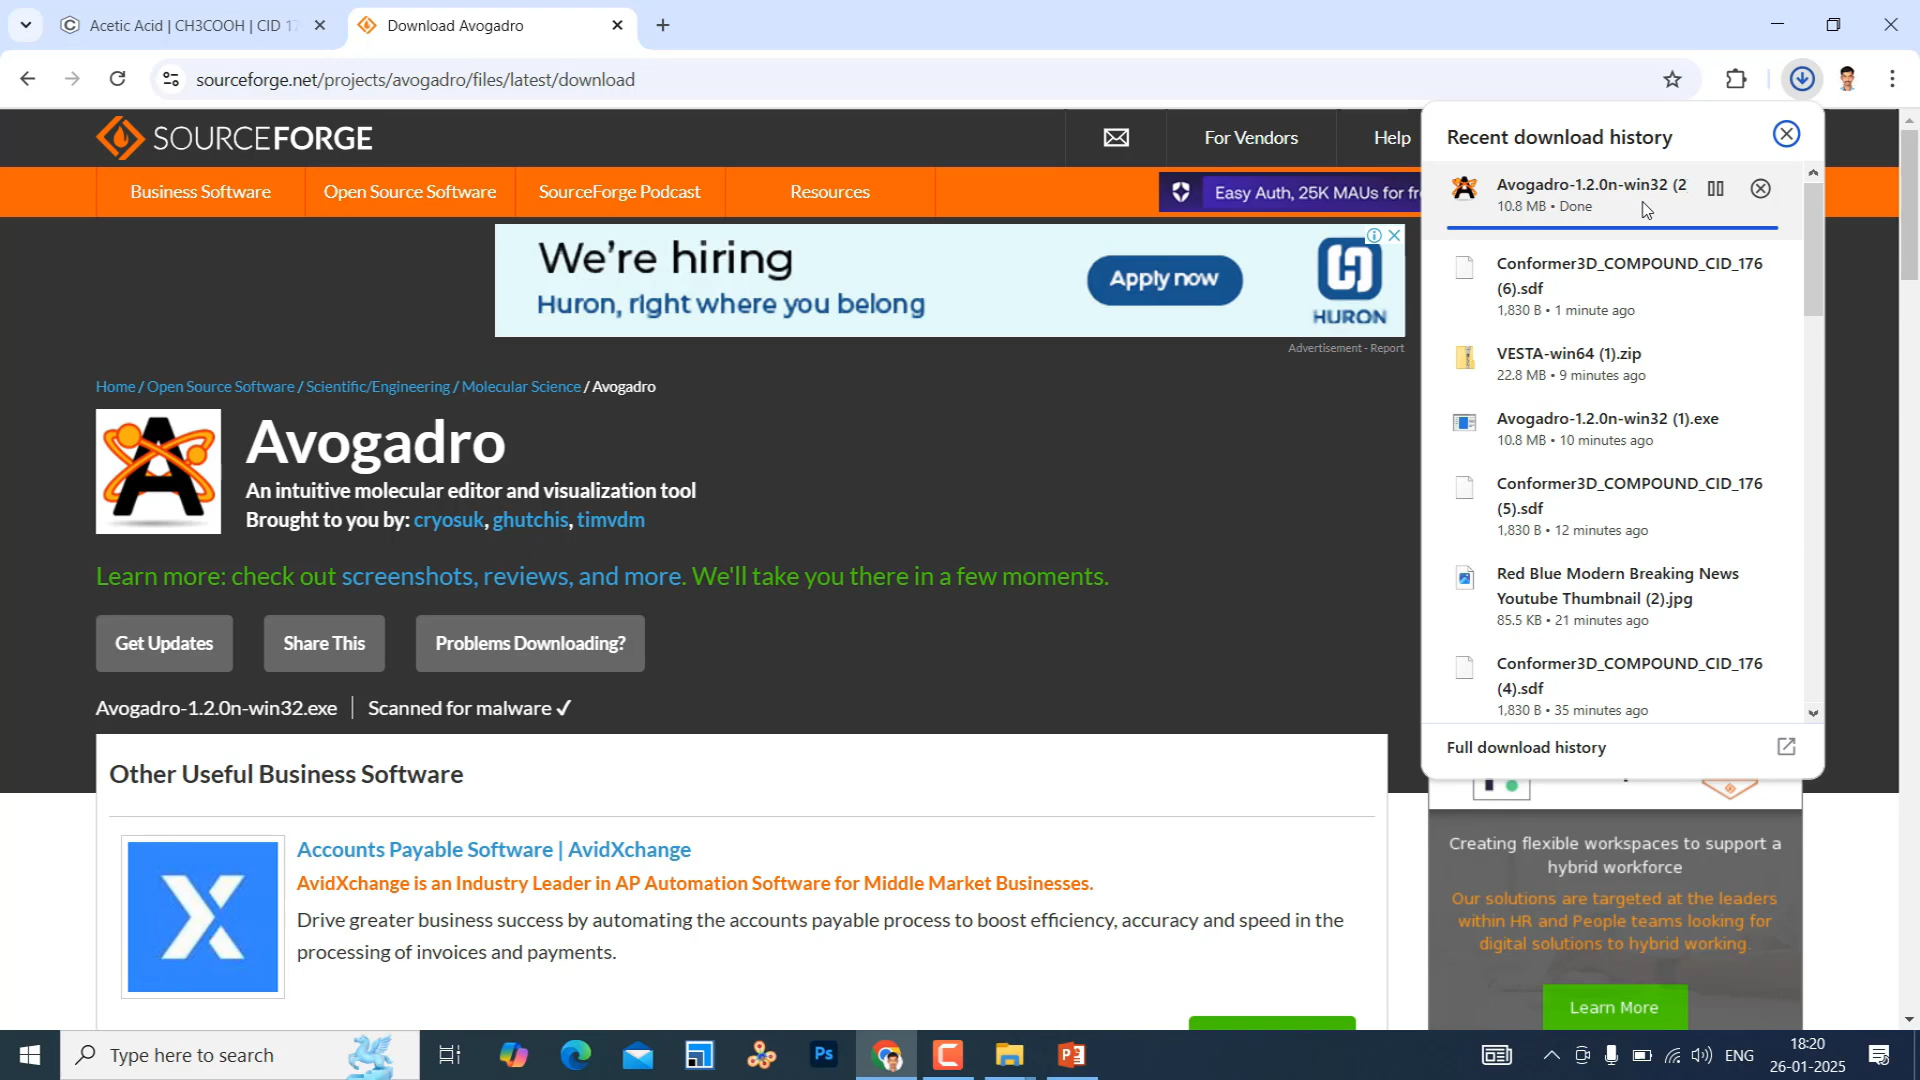 Acetic Acid | CH3COOH | CID 17
Download Avogadro
sourceforge.net/projects/avogadro/files/latest/download
SOURCEFORGE
For Vendors
Help
Business Software
Open Source Software
SourceForge Podcast
Resources
Easy Auth, 25K MAUs for fr
We're hiring
Huron, right where you belong
Apply now
HURON
Advertisement - Report
Home / Open Source Software / Scientific/Engineering / Molecular Science / Avogadro
Avogadro
An intuitive molecular editor and visualization tool
Brought to you by: cryosuk, ghutchis, timvdm
Learn more: check out screenshots, reviews, and more. We'll take you there in a few moments.
Get Updates
Share This
Problems Downloading?
Avogadro-1.2.0n-win32.exe
Scanned for malware ✓
Other Useful Business Software
Accounts Payable Software | AvidXchange
AvidXchange is an Industry Leader in AP Automation Software for Middle Market Businesses.
Drive greater business success by automating the accounts payable process to boost efficiency, accuracy and speed in the
processing of invoices and payments.
Recent download history
Avogadro-1.2.0n-win32 (2
10.8 MB • Done
Conformer3D_COMPOUND_CID_176
(6).sdf
1,830 B • 1 minute ago
VESTA-win64 (1).zip
22.8 MB • 9 minutes ago
Avogadro-1.2.0n-win32 (1).exe
10.8 MB • 10 minutes ago
Conformer3D_COMPOUND_CID_176
(5).sdf
1,830 B • 12 minutes ago
Red Blue Modern Breaking News
Youtube Thumbnail (2).jpg
85.5 KB • 21 minutes ago
Conformer3D_COMPOUND_CID_176
(4).sdf
1,830 B • 35 minutes ago
Full download history
Creating flexible workspaces to support a
hybrid workforce
Our solutions are targeted at the leaders
within HR and People teams looking for
digital solutions to hybrid working.
Learn More
Type here to search
Ps
ENG
18:20
26-01-2025